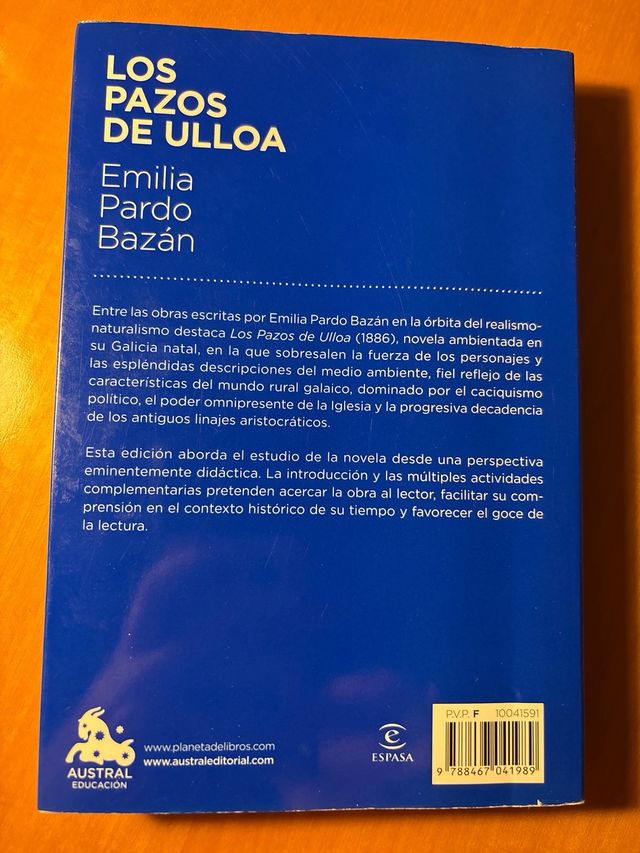 LOS
PAZOS
DE ULLOA
Emilia
Pardo
Bazán
Entre las obras escritas por Emilia Pardo Bazán en la órbita del realismo-
naturalismo destaca Los Pazos de Ulloa (1886), novela ambientada en
su Galicia natal, en la que sobresalen la fuerza de los personajes y
las espléndidas descripciones del medio ambiente, fiel reflejo de las
características del mundo rural galaico, dominado por el caciquismo
político, el poder omnipresente de la Iglesia y la progresiva decadencia
de los antiguos linajes aristocráticos.
Esta edición aborda el estudio de la novela desde una perspectiva
eminentemente didáctica. La introducción y las múltiples actividades
complementarias pretenden acercar la obra al lector, facilitar su com-
prensión en el contexto histórico de su tiempo y favorecer el goce de
la lectura.
AUSTRAL
EDUCACIÓN
www.planetadelibros.com
www.australeditorial.com
ESPASA
P.V.P. F 10041591
9 788467 041989